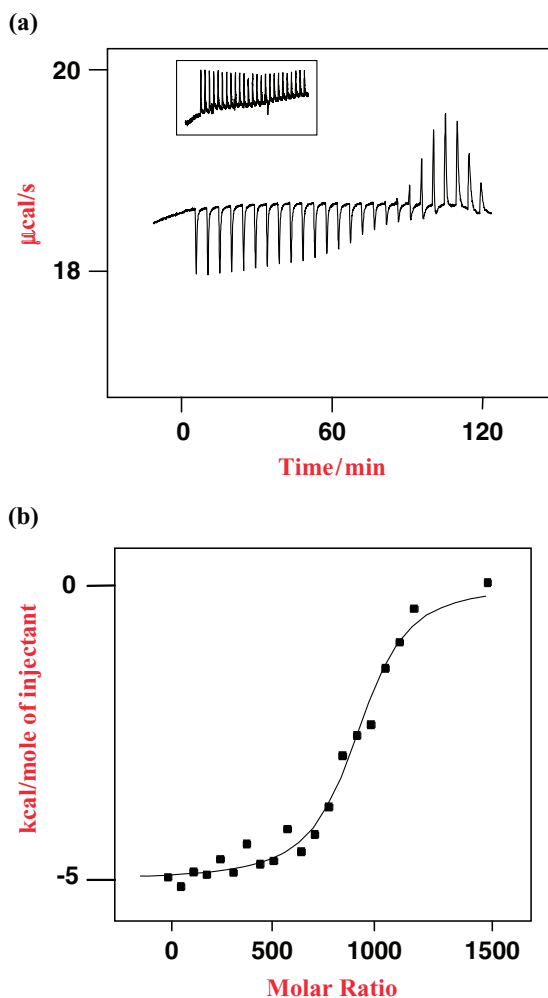 (a)
20
μcal/s
18
0 60 120
Time/min
(b)
0
kcal/mole of injectant
-5
0 500 1000 1500
Molar Ratio